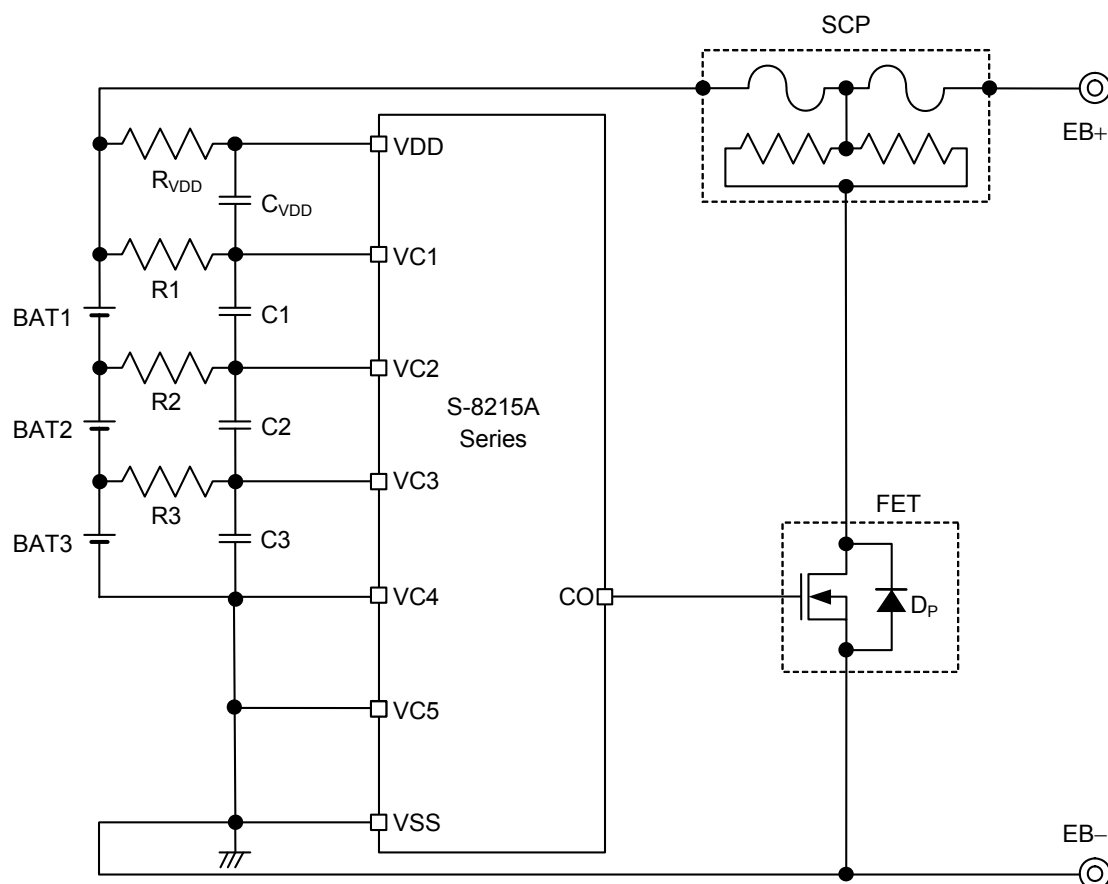 SCP
EB+
VDD
RVDD
CVDD
VC1
R1
BAT1
C1
VC2
R2
S-8215A
Series
BAT2
C2
VC3
R3
FET
BAT3
C3
VC4
CO
DP
VC5
VSS
EB−